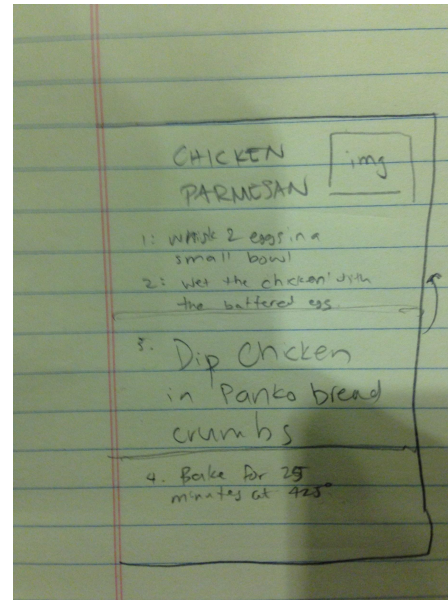 CHICKEN
PARMESAN
img
1: Whisk 2 eggs in a
small bowl
2: Wet the chicken with
the battered egg.
3. Dip Chicken
in Panko bread
crumbs
4. Bake for 25
minutes at 425°